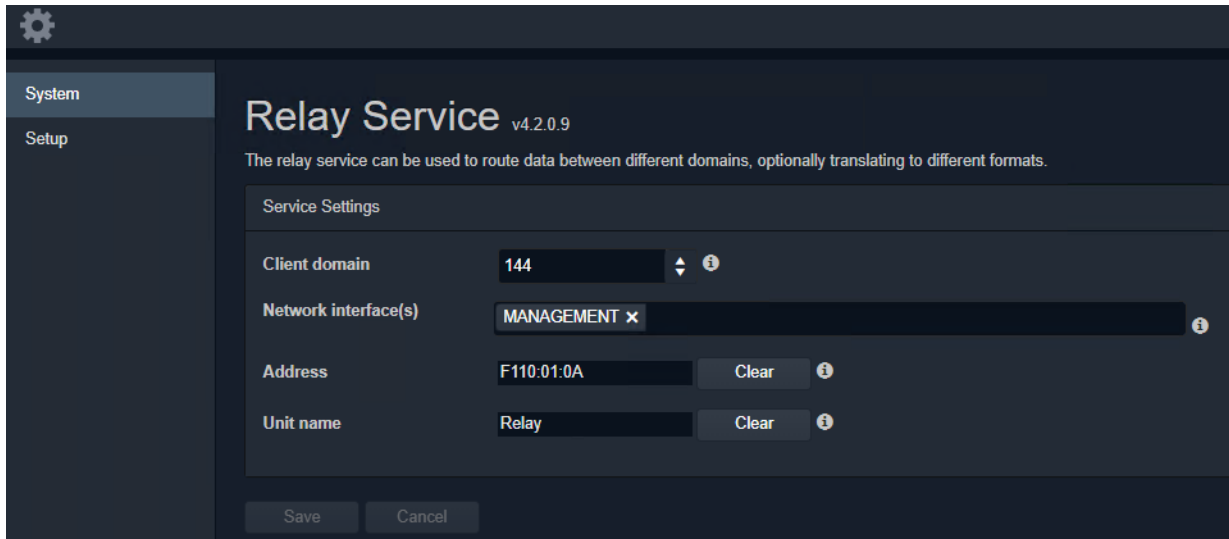 System
Setup
Relay Service v4.2.0.9
The relay service can be used to route data between different domains, optionally translating to different formats.
Service Settings
Client domain 144
Network interface(s) MANAGEMENT ×
Address F110:01:0A Clear
Unit name Relay Clear
Save Cancel